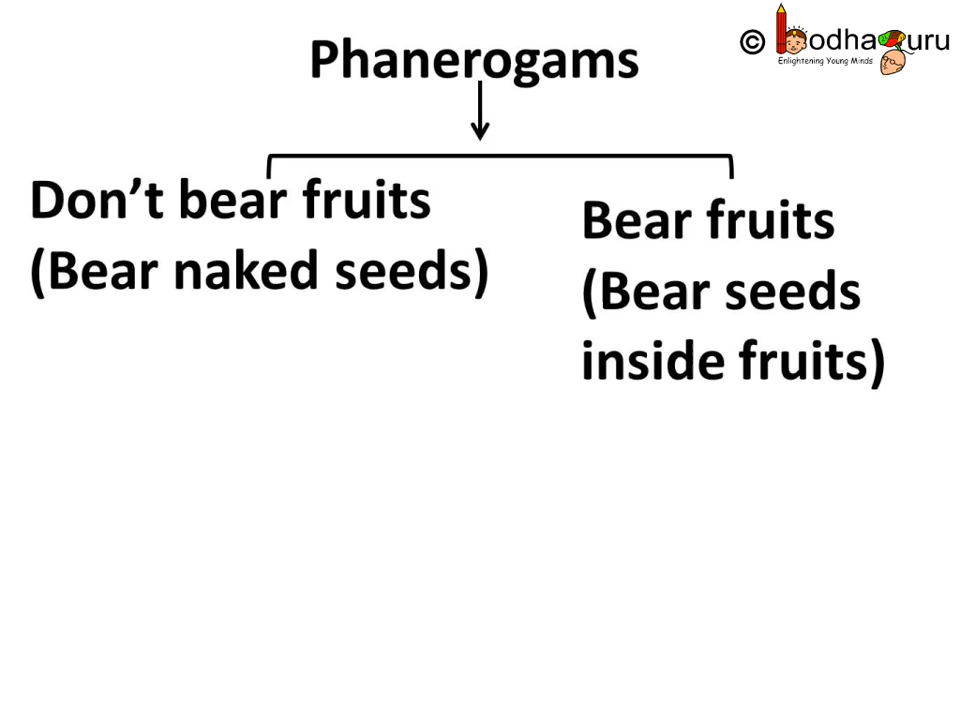 Phanerogams
© BodhaGuru
Enlightening Young Minds
Don’t bear fruits
(Bear naked seeds)
Bear fruits
(Bear seeds
inside fruits)